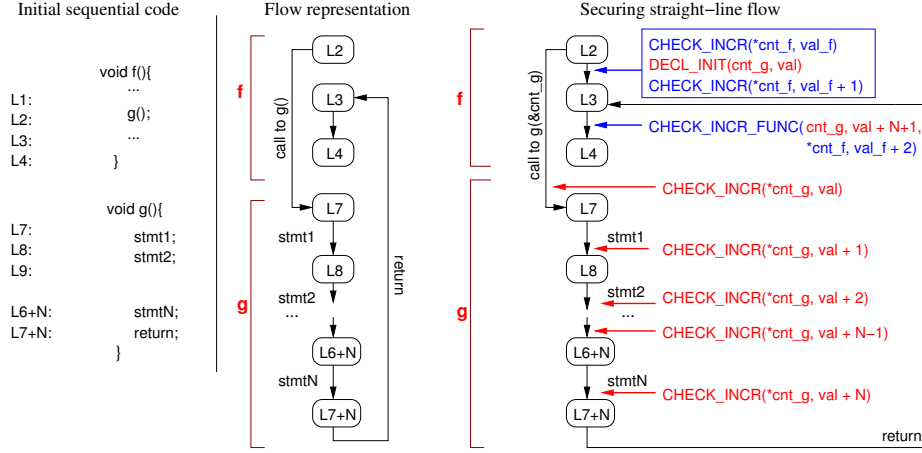 Initial sequential code
Flow representation
Securing straight−line flow
void f(){
L1: ...
L2: g();
L3: ...
L4: }
void g(){
L7: stmt1;
L8: stmt2;
L9:
L6+N: stmtN;
L7+N: return;
}
f
g
L2
L3
L4
call to g()
L7
stmt1
L8
stmt2
...
L6+N
stmtN
L7+N
return
f
g
L2
CHECK_INCR(*cnt_f, val_f)
DECL_INIT(cnt_g, val)
CHECK_INCR(*cnt_f, val_f + 1)
L3
CHECK_INCR_FUNC( cnt_g, val + N+1,
*cnt_f, val_f + 2)
L4
call to g(&cnt_g)
CHECK_INCR(*cnt_g, val)
L7
stmt1
CHECK_INCR(*cnt_g, val + 1)
L8
stmt2
CHECK_INCR(*cnt_g, val + 2)
...
CHECK_INCR(*cnt_g, val + N−1)
L6+N
stmtN
CHECK_INCR(*cnt_g, val + N)
L7+N
return